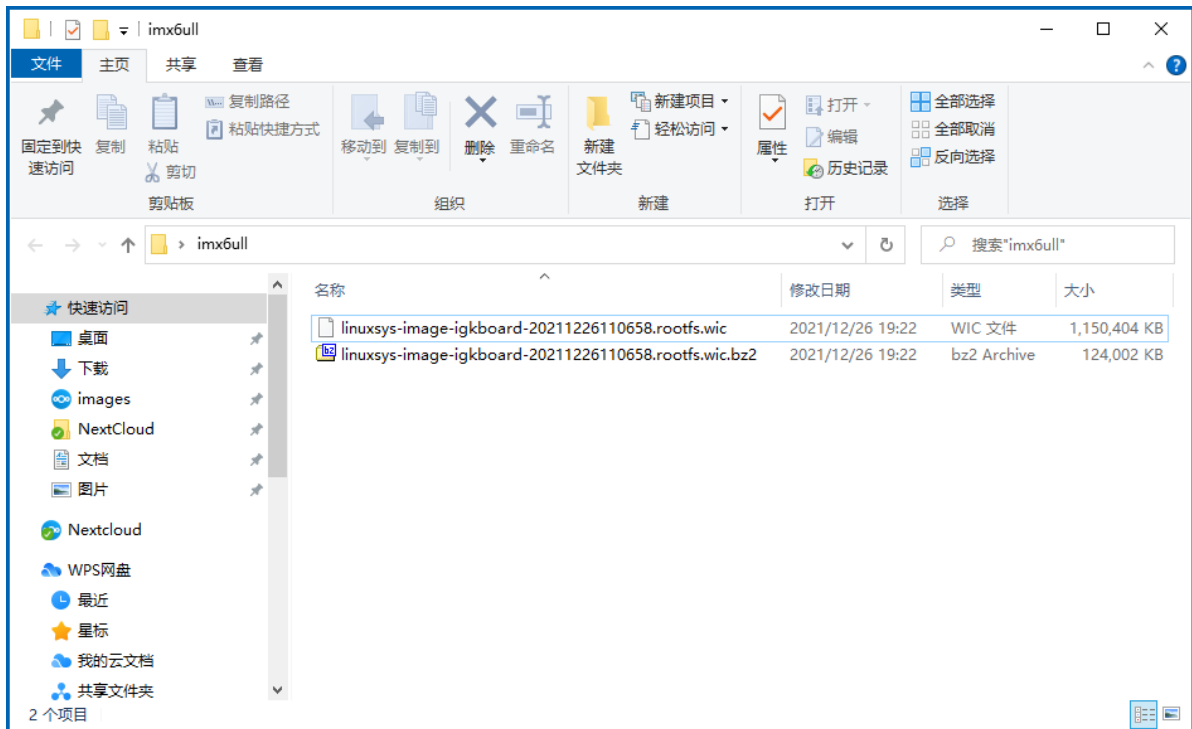 imx6ull
文件 主页 共享 查看
固定到快速访问 复制 粘贴 复制路径 粘贴快捷方式 剪切
移动到 复制到 删除 重命名
新建文件夹 新建项目 轻松访问
属性 打开 编辑 历史记录
全部选择 全部取消 反向选择
剪贴板 组织 新建 打开 选择
imx6ull 搜索"imx6ull"
名称 修改日期 类型 大小
linuxsys-image-igkboard-20211226110658.rootfs.wic 2021/12/26 19:22 WIC 文件 1,150,404 KB
linuxsys-image-igkboard-20211226110658.rootfs.wic.bz2 2021/12/26 19:22 bz2 Archive 124,002 KB
快速访问
桌面
下载
images
NextCloud
文档
图片
Nextcloud
WPS网盘
最近
星标
我的云文档
共享文件夹
2 个项目